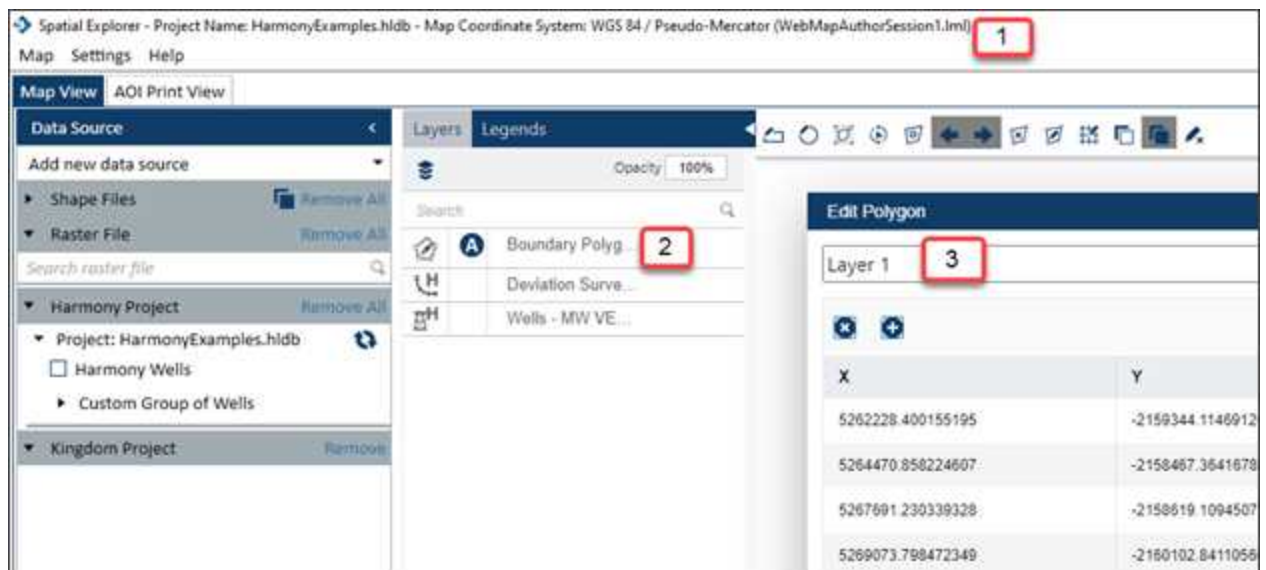 Spatial Explorer - Project Name: HarmonyExamples.hldb - Map Coordinate System: WGS 84 / Pseudo-Mercator (WebMapAuthorSession1.lml)
1
Map Settings Help
Map View AOI Print View
Data Source
Layers Legends
Add new data source
Opacity 100%
Shape Files Remove All
Search
Edit Polygon
Raster File Remove All
A Boundary Polyg...
2
Layer 1
3
Search raster file
Deviation Surve...
H
Harmony Project Remove All
Wells - MW VE...
H
Project: HarmonyExamples.hldb
Harmony Wells
X Y
Custom Group of Wells
5262228.400155195 -2159344.1146912
Kingdom Project Remove
5264470.858224607 -2158467.3641678
5267691.230339328 -2158619.1094507
5269073.798472349 -2160102.8411056